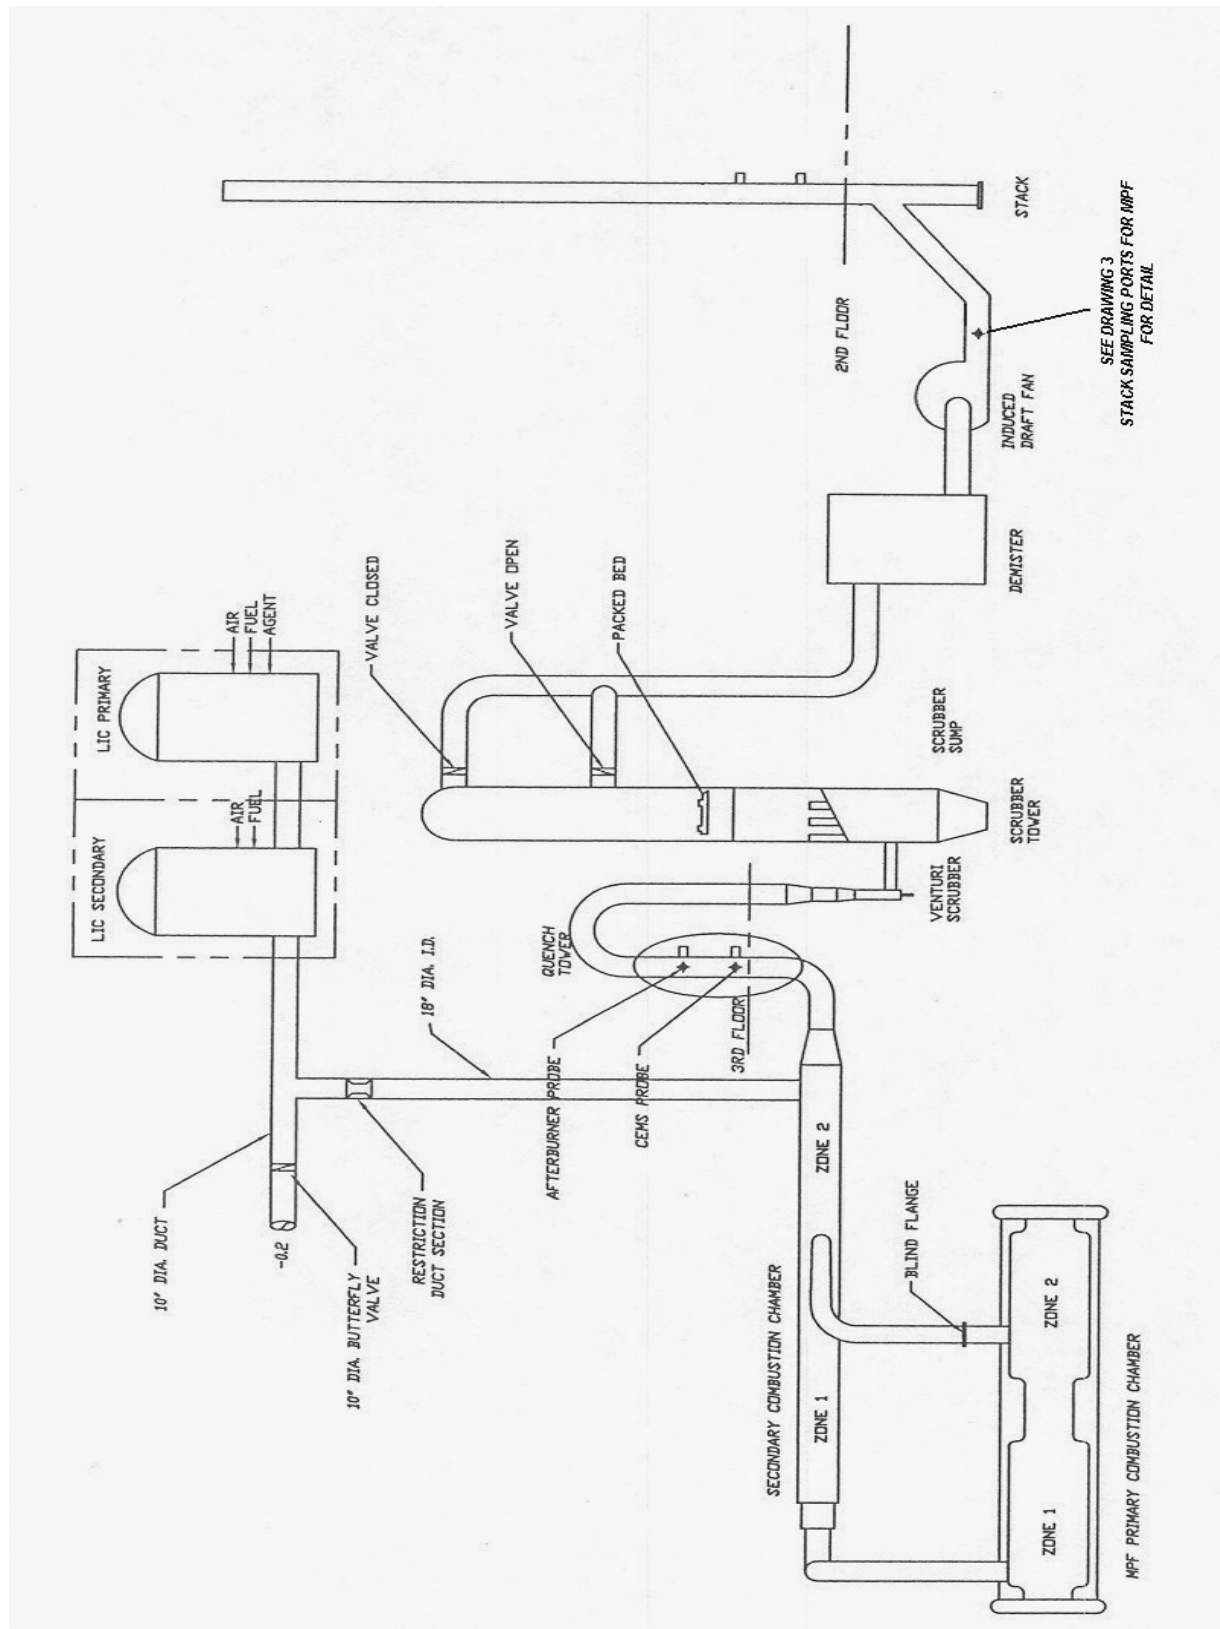 LIC SECONDARY
LIC PRIMARY
AIR
FUEL
AIR
FUEL
AGENT
10" DIA. DUCT
-0.2
10" DIA. BUTTERFLY
VALVE
RESTRICTION
DUCT SECTION
18" DIA. I.D.
VALVE CLOSED
VALVE OPEN
PACKED BED
QUENCH
TOWER
AFTERBURNER PROBE
CEMS PROBE
3RD FLOOR
2ND FLOOR
SECONDARY COMBUSTION CHAMBER
ZONE 1
ZONE 2
BLIND FLANGE
VENTURI
SCRUBBER
SCRUBBER
SUMP
SCRUBBER
TOWER
DEMISTER
INDUCED
DRAFT FAN
STACK
ZONE 1
ZONE 2
MPF PRIMARY COMBUSTION CHAMBER
SEE DRAWING 3
STACK SAMPLING PORTS FOR MPF
FOR DETAIL